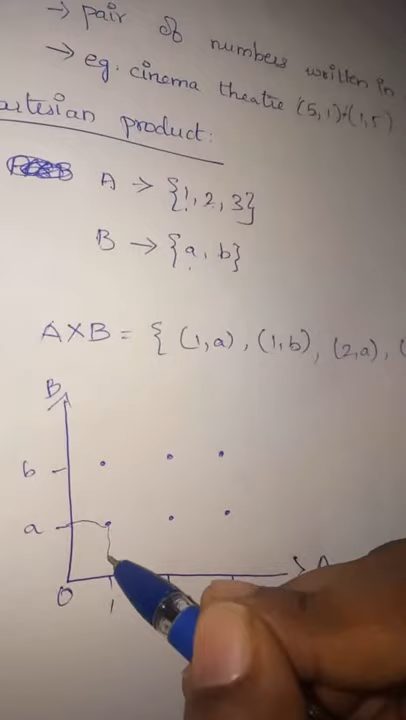 → pair of numbers written in
→ eg. cinema theatre (5,1)≠(1,5)
artesian product:
A → {1, 2, 3}
B → {a, b}
A×B = { (1,a), (1,b), (2,a), (
B
b
a
0
1
A